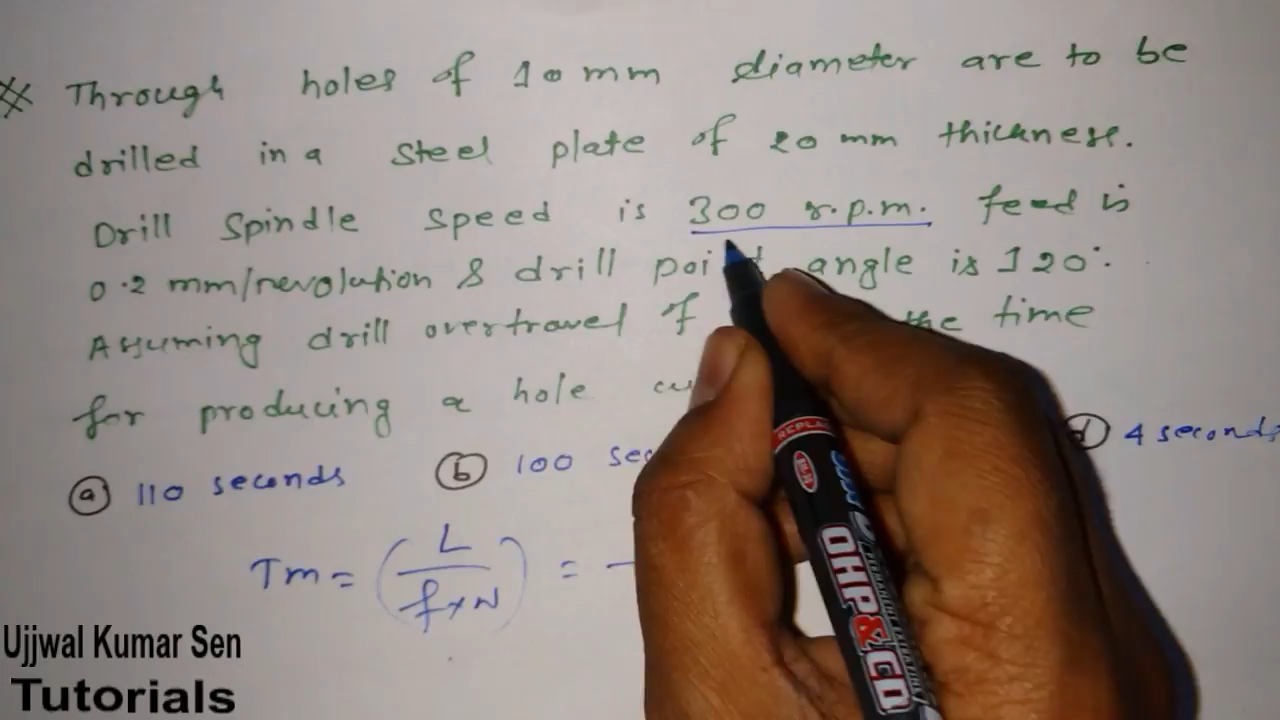 Through holes of 10 mm diameter are to be
drilled in a steel plate of 20 mm thickness.
Drill Spindle speed is 300 r.p.m. feed is
0.2 mm/revolution & drill angle is 120°.
Assuming drill overtravel of the time
for producing a hole
(a) 110 seconds (b) 100 (d) 4 seconds
Tm = (L / f×N) =
REPLAC
OHP&CD
Ujjwal Kumar Sen
Tutorials